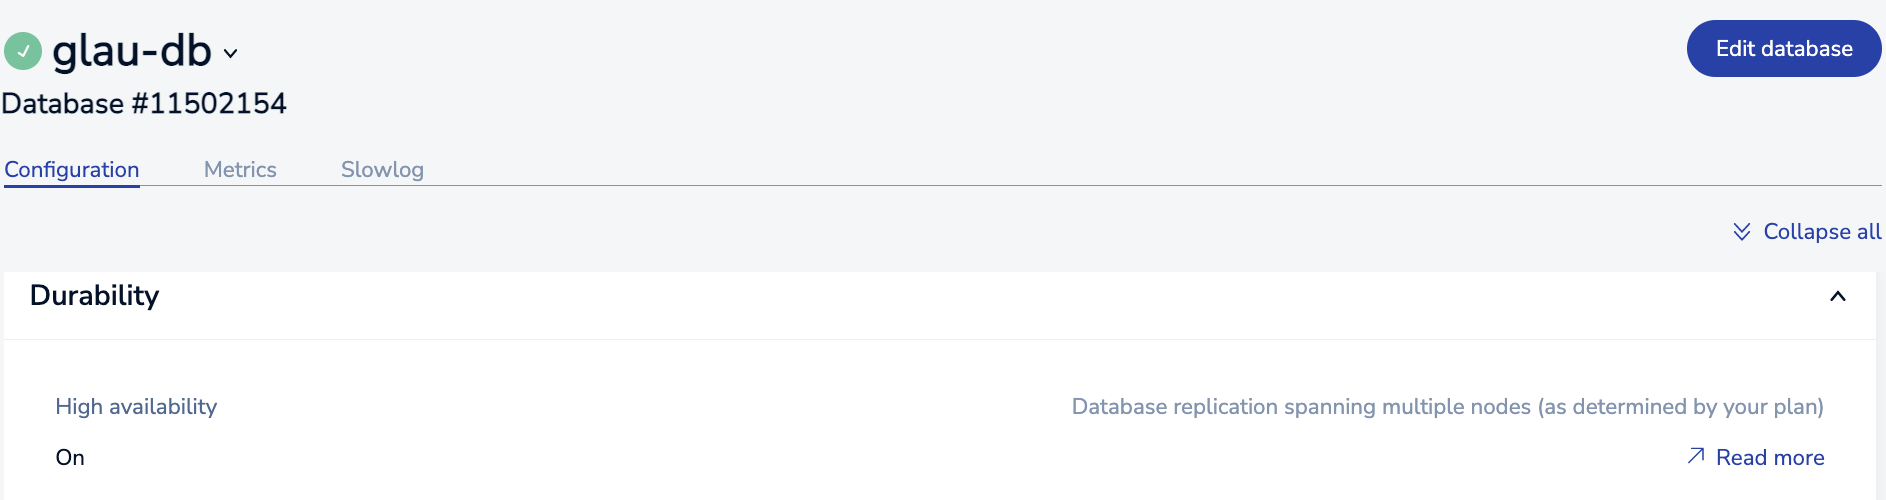 glau-db
Edit database
Database #11502154
Configuration Metrics Slowlog
Collapse all
Durability
High availability
Database replication spanning multiple nodes (as determined by your plan)
On
Read more